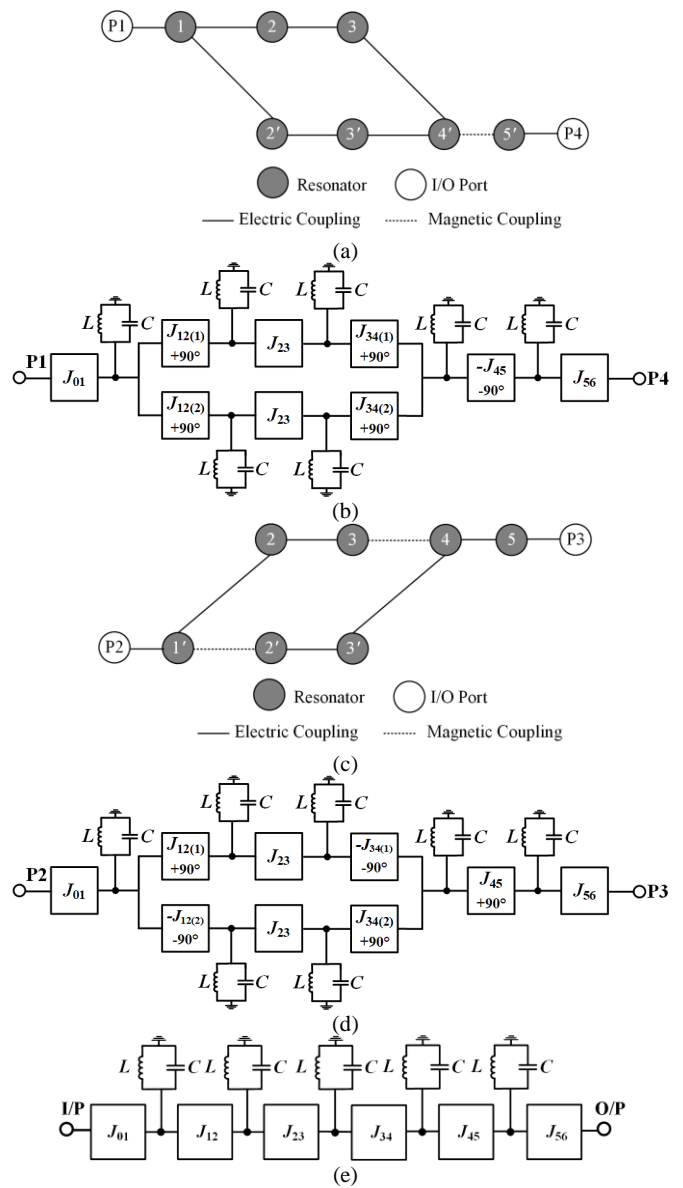 P1 1 2 3
2′ 3′ 4′ 5′ P4
Resonator I/O Port
Electric Coupling Magnetic Coupling
(a)
L C L C L C L C L C
P1 J01 J12(1) +90° J23 J34(1) +90° -J45 -90° J56 P4
J12(2) +90° J23 J34(2) +90°
L C L C
(b)
2 3 4 5 P3
P2 1′ 2′ 3′
Resonator I/O Port
Electric Coupling Magnetic Coupling
(c)
L C L C L C L C L C
P2 J01 J12(1) +90° J23 -J34(1) -90° J45 +90° J56 P3
-J12(2) -90° J23 J34(2) +90°
L C L C
(d)
L C L C L C L C L C
I/P J01 J12 J23 J34 J45 J56 O/P
(e)